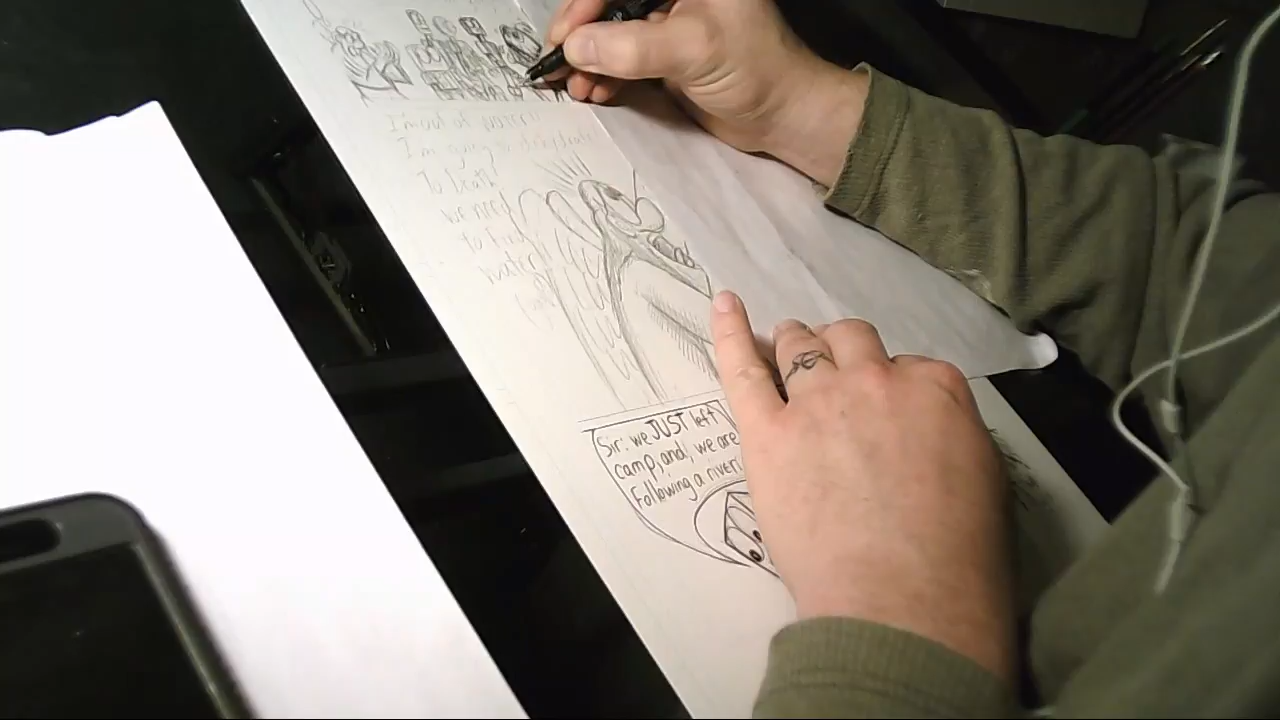 I'm out of water!!
I'm going to dehydrate
To Death
we need
to find
water
Sir: we JUST left
camp, and, we are
Following a river!